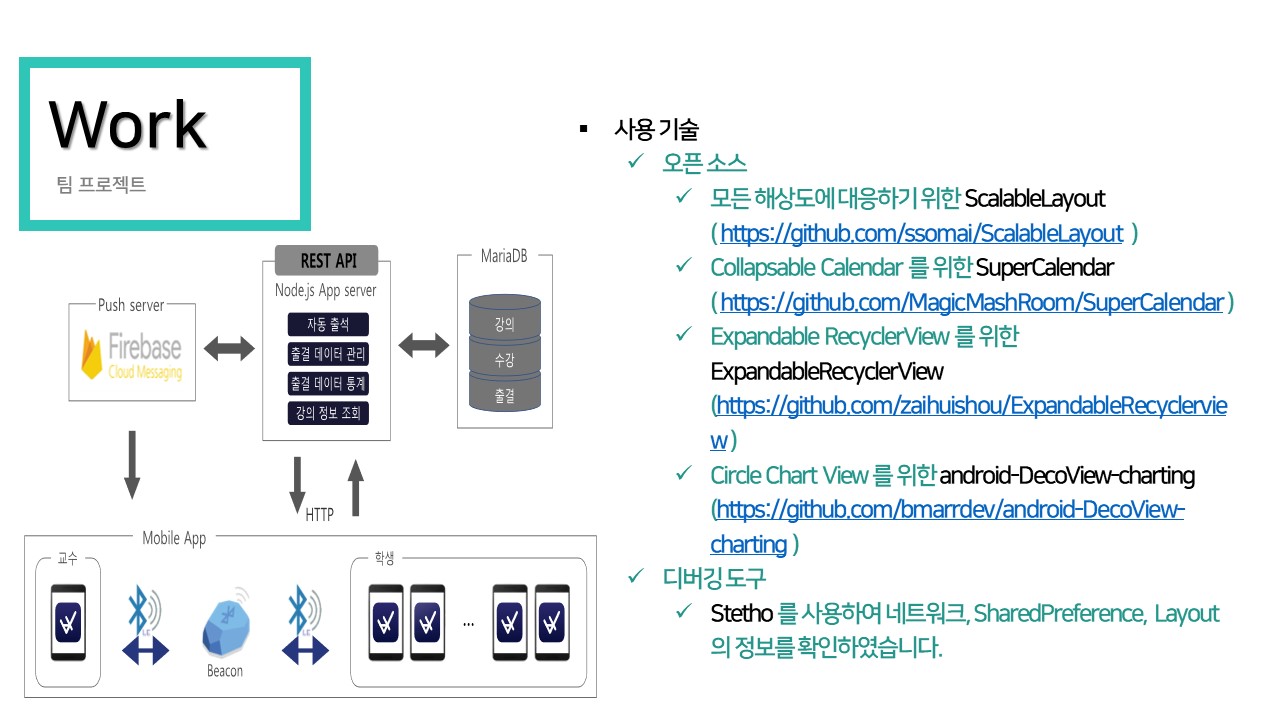 Work
팀 프로젝트
REST API
Node.js App server
자동 출석
출결 데이터 관리
출결 데이터 통계
강의 정보 조회
MariaDB
강의
수강
출결
Push server
Firebase
Cloud Messaging
HTTP
Mobile App
교수
LE
Beacon
LE
학생
...
▪ 사용 기술
✓ 오픈 소스
✓ 모든 해상도에 대응하기 위한 ScalableLayout
( https://github.com/ssomai/ScalableLayout )
✓ Collapsable Calendar 를 위한 SuperCalendar
( https://github.com/MagicMashRoom/SuperCalendar )
✓ Expandable RecyclerView 를 위한
ExpandableRecyclerView
(https://github.com/zaihuishou/ExpandableRecyclervie
w )
✓ Circle Chart View 를 위한 android-DecoView-charting
(https://github.com/bmarrdev/android-DecoView-
charting )
✓ 디버깅 도구
✓ Stetho 를 사용하여 네트워크, SharedPreference, Layout
의 정보를 확인하였습니다.